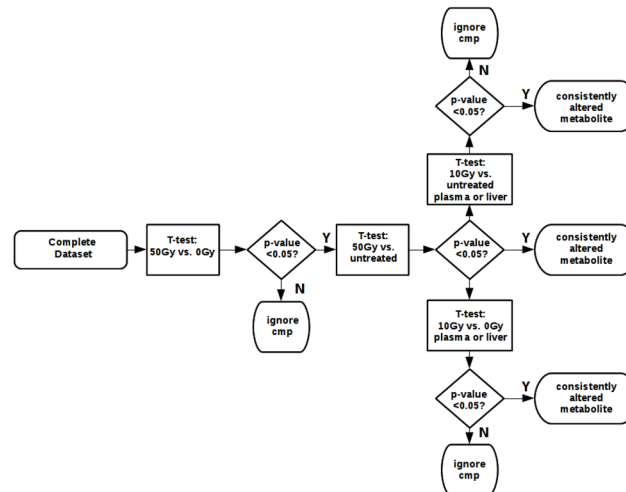 ignore
cmp
N
p-value
<0.05?
Y
consistently
altered
metabolite
T-test:
10Gy vs.
untreated
plasma or liver
Complete
Dataset
T-test:
50Gy vs. 0Gy
p-value
<0.05?
Y
T-test:
50Gy vs.
untreated
p-value
<0.05?
Y
consistently
altered
metabolite
N
ignore
cmp
T-test:
10Gy vs. 0Gy
plasma or liver
p-value
<0.05?
Y
consistently
altered
metabolite
N
ignore
cmp